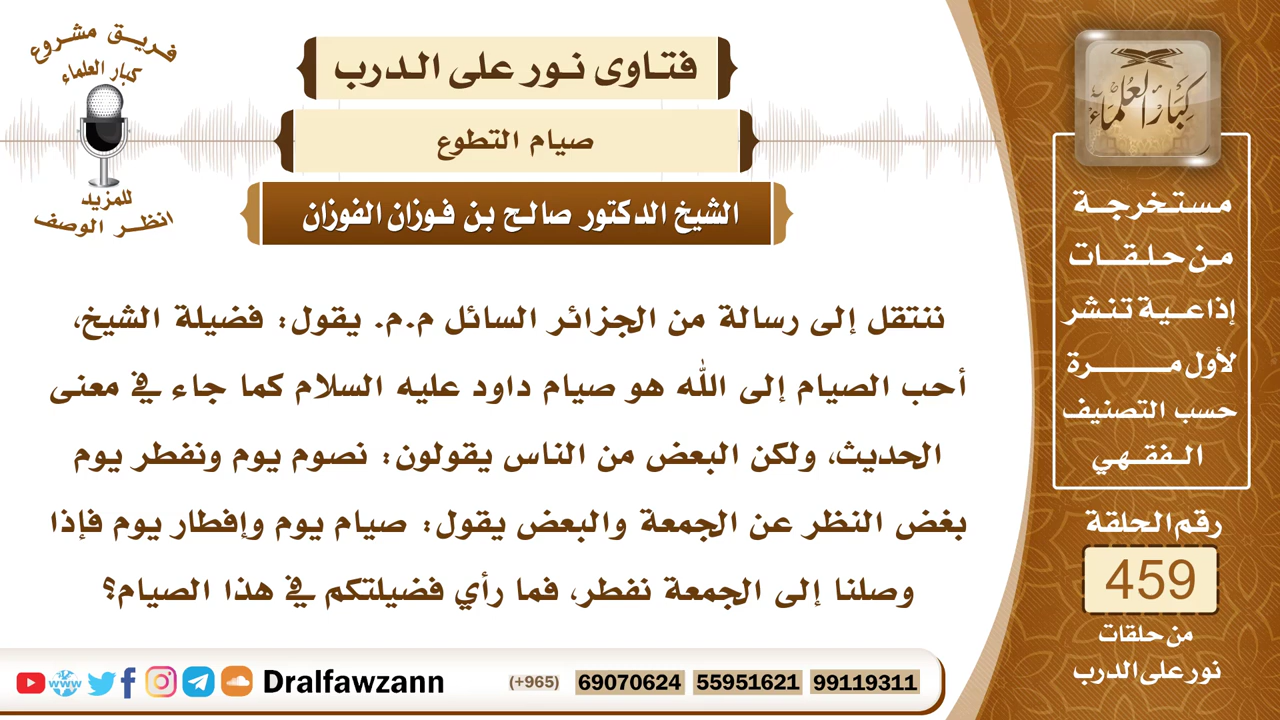 فريق مشروع
كبار العلماء
للمزيد
انظر الوصف
فتاوى نور على الدرب
صيام التطوع
الشيخ الدكتور صالح بن فوزان الفوزان
ننتقل إلى رسالة من الجزائر السائل م.م. يقول: فضيلة الشيخ،
أحب الصيام إلى الله هو صيام داود عليه السلام كما جاء في معنى
الحديث، ولكن البعض من الناس يقولون: نصوم يوم ونفطر يوم
بغض النظر عن الجمعة والبعض يقول: صيام يوم وإفطار يوم فإذا
وصلنا إلى الجمعة نفطر، فما رأي فضيلتكم في هذا الصيام؟
كبار العلماء
مستخرجة
من حلقات
إذاعية تنشر
لأول مرة
حسب التصنيف
الفقهي
رقم الحلقة
459
من حلقات
نور على الدرب
www Dralfawzann (+965) 69070624 55951621 99119311